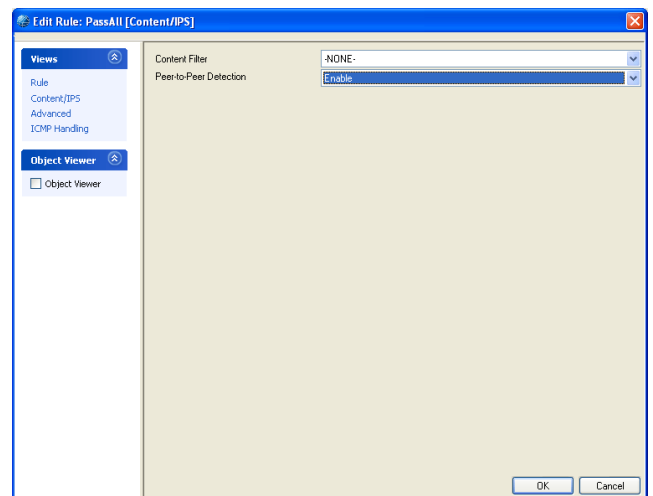 Edit Rule: PassAll [Content/IPS]
Views
Rule
Content/IPS
Advanced
ICMP Handling
Object Viewer
Object Viewer
Content Filter
-NONE-
Peer-to-Peer Detection
Enable
OK
Cancel